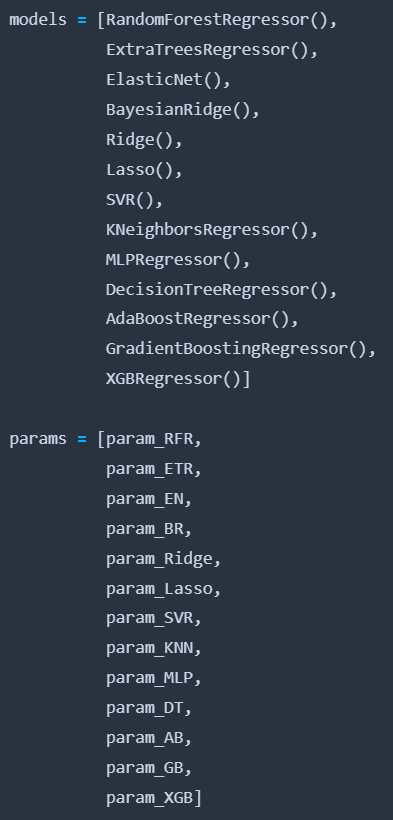 models = [RandomForestRegressor(),
ExtraTreesRegressor(),
ElasticNet(),
BayesianRidge(),
Ridge(),
Lasso(),
SVR(),
KNeighborsRegressor(),
MLPRegressor(),
DecisionTreeRegressor(),
AdaBoostRegressor(),
GradientBoostingRegressor(),
XGBRegressor()]
params = [param_RFR,
param_ETR,
param_EN,
param_BR,
param_Ridge,
param_Lasso,
param_SVR,
param_KNN,
param_MLP,
param_DT,
param_AB,
param_GB,
param_XGB]